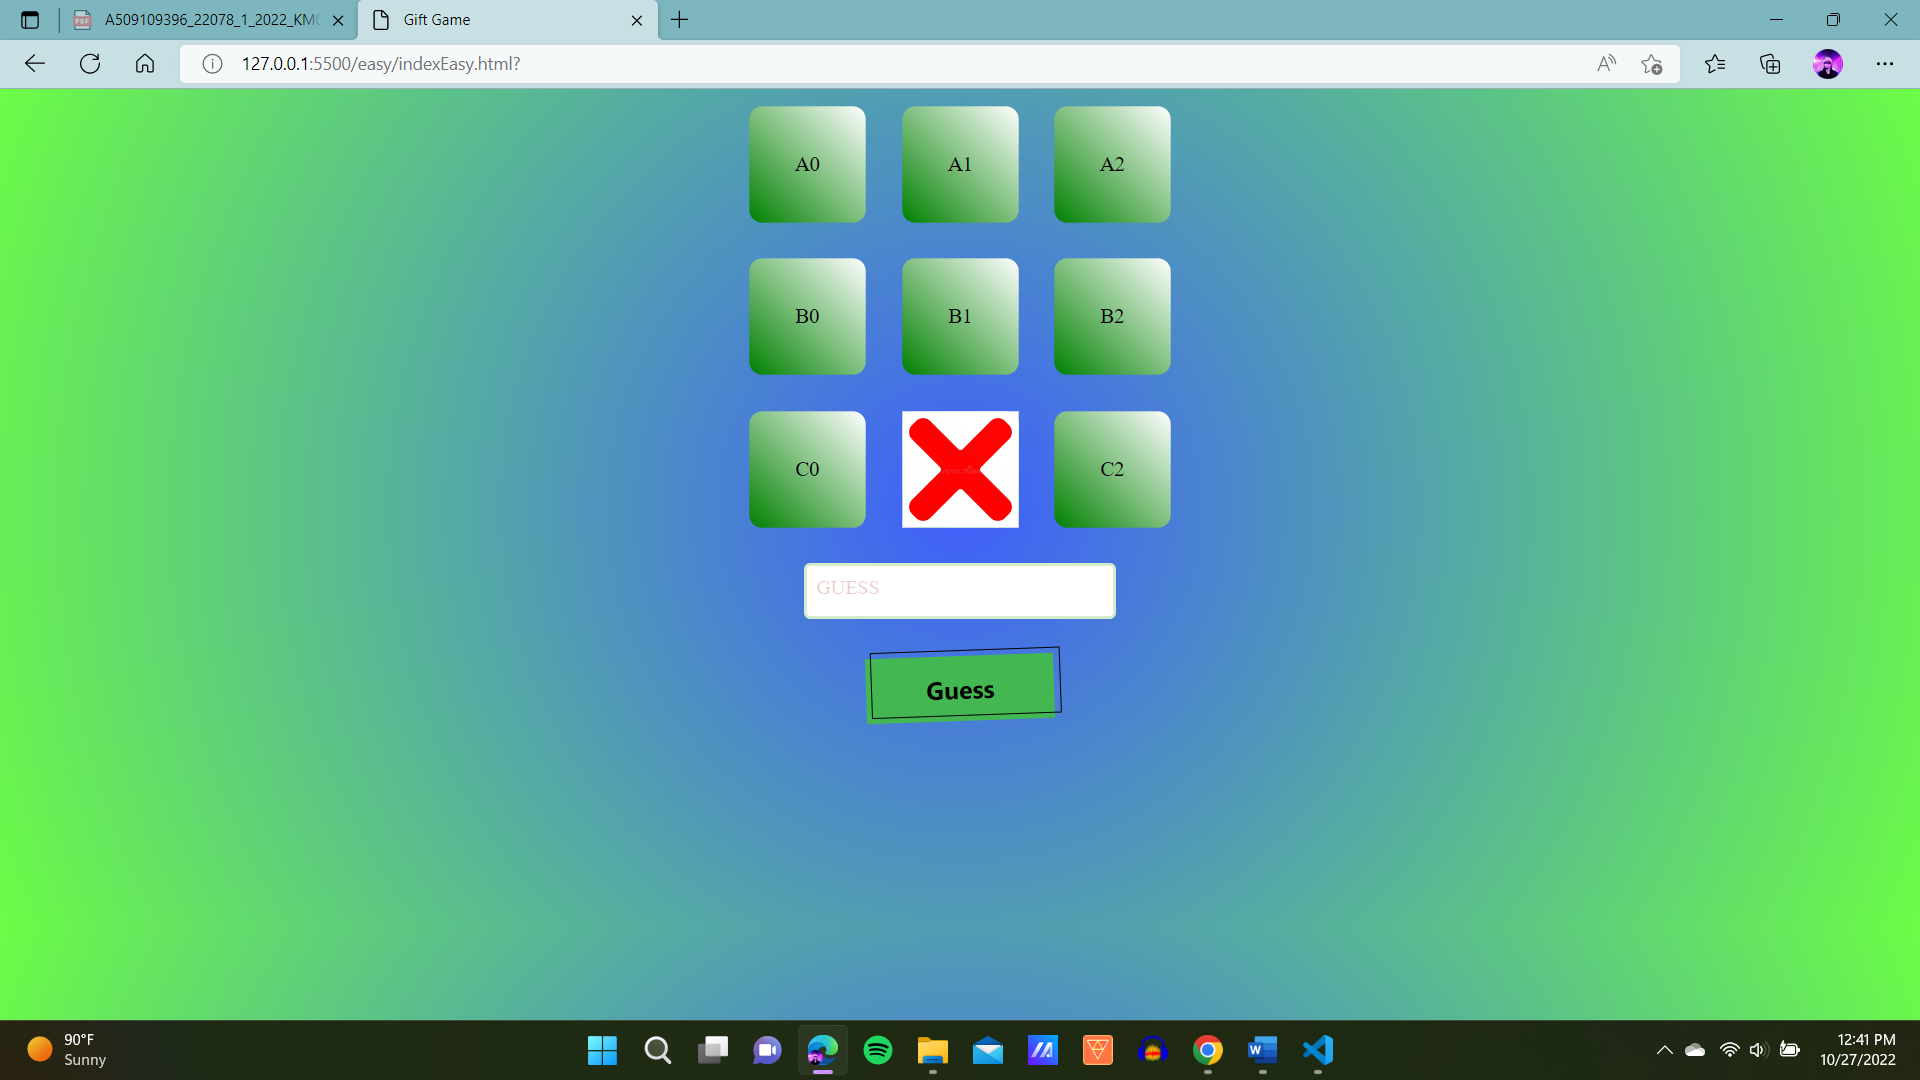 A509109396_22078_1_2022_KM
Gift Game
127.0.0.1:5500/easy/indexEasy.html?
A0 A1 A2
B0 B1 B2
C0 C2
GUESS
Guess
90°F
Sunny
12:41 PM
10/27/2022